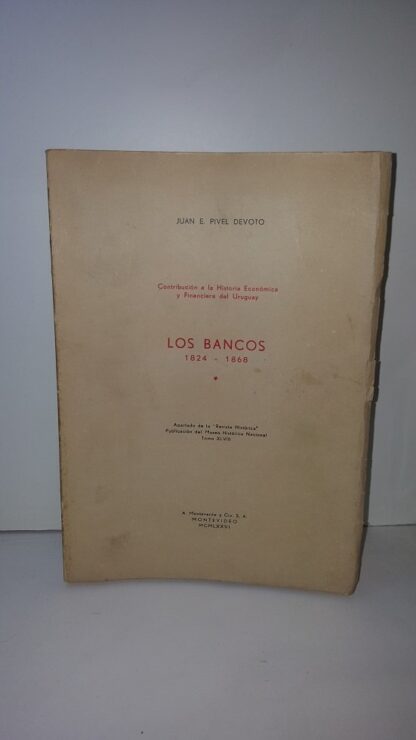 JUAN E. PIVEL DEVOTO
Contribución a la Historia Económica
y Financiera del Uruguay
LOS BANCOS
1824 - 1868
Apartado de la "Revista Histórica"
Publicación del Museo Histórico Nacional
Tomo XLVIII
A. Monteverde y Cía. S. A.
MONTEVIDEO
MCMLXXVI